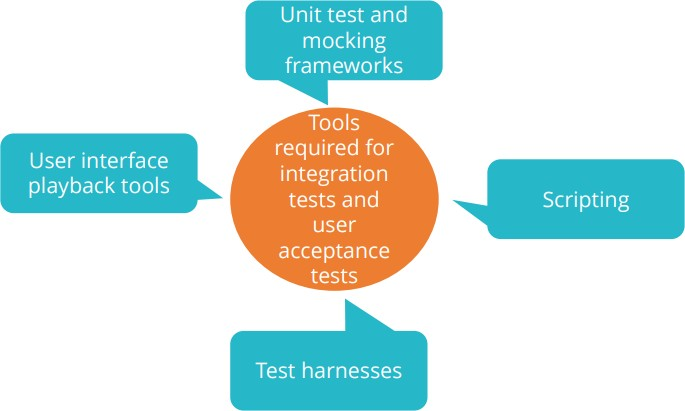 Unit test and
mocking
frameworks
Tools
required for
integration
tests and
user
acceptance
tests
User interface
playback tools
Scripting
Test harnesses